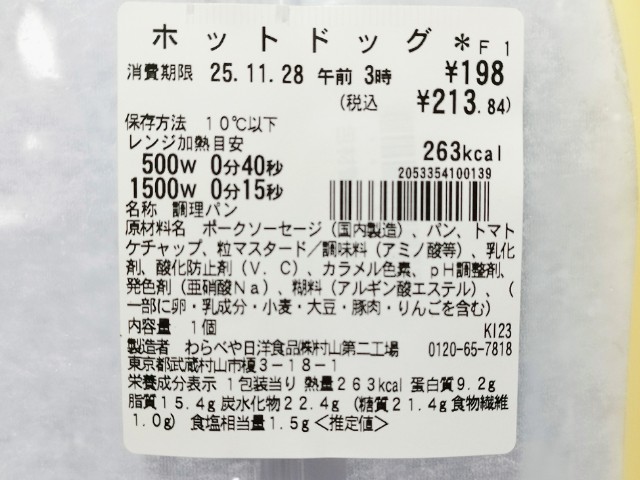 ホットドッグ *F1
消費期限 25.11.28 午前 3時 ¥198
(税込 ¥213.84)
保存方法 10℃以下
レンジ加熱目安 263kcal
500W 0分40秒 2053354100139
1500W 0分15秒
名称 調理パン
原材料名 ポークソーセージ(国内製造)、パン、トマト
ケチャップ、粒マスタード/調味料(アミノ酸等)、乳化
剤、酸化防止剤(V.C)、カラメル色素、pH調整剤、
発色剤(亜硝酸Na)、糊料(アルギン酸エステル)、(
一部に卵・乳成分・小麦・大豆・豚肉・りんごを含む)
内容量 1個 KI23
製造者 わらべや日洋食品(株)村山第二工場 0120-65-7818
東京都武蔵村山市榎3-18-1
栄養成分表示 1包装当り 熱量263kcal 蛋白質9.2g
脂質15.4g 炭水化物22.4g (糖質21.4g 食物繊維
1.0g) 食塩相当量1.5g <推定値>